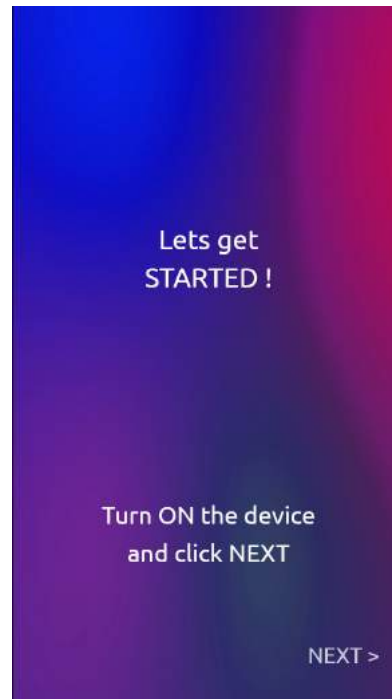 Lets get
STARTED !
Turn ON the device
and click NEXT
NEXT >